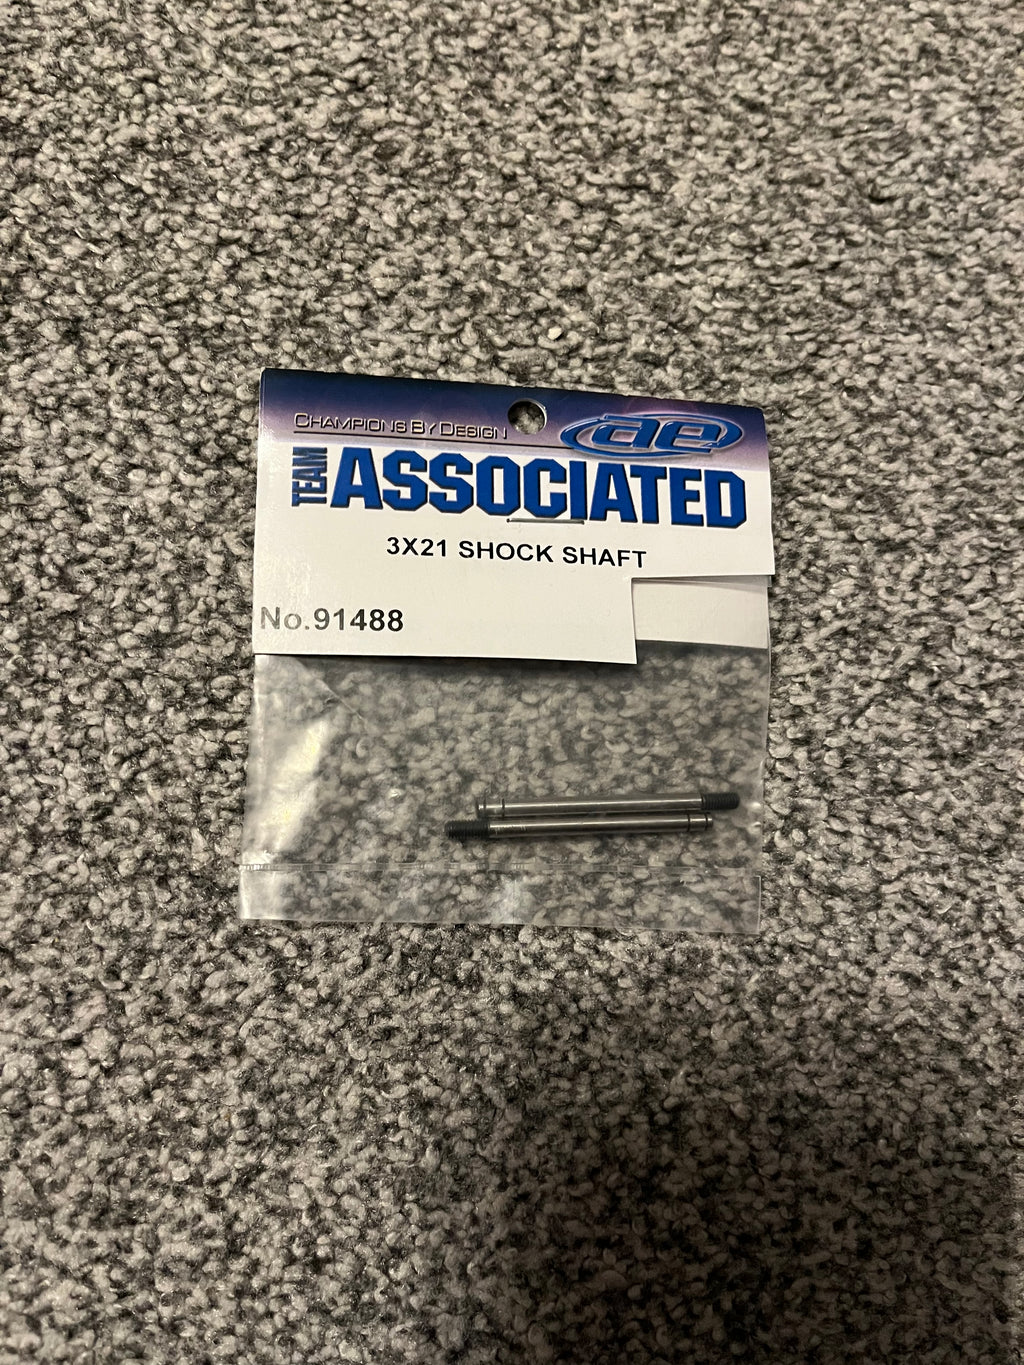 CHAMPIONS BY DESIGN
ae
TEAM ASSOCIATED
3X21 SHOCK SHAFT
No.91488